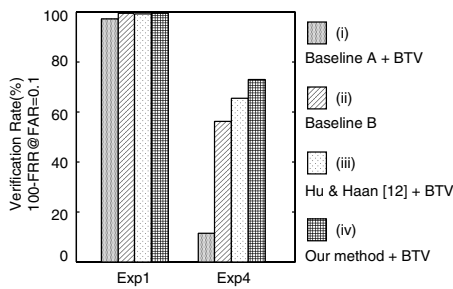 Verification Rate(%)
100-FRR@FAR=0.1
100
80
60
40
20
0
Exp1
Exp4
(i)
Baseline A + BTV
(ii)
Baseline B
(iii)
Hu & Haan [12] + BTV
(iv)
Our method + BTV